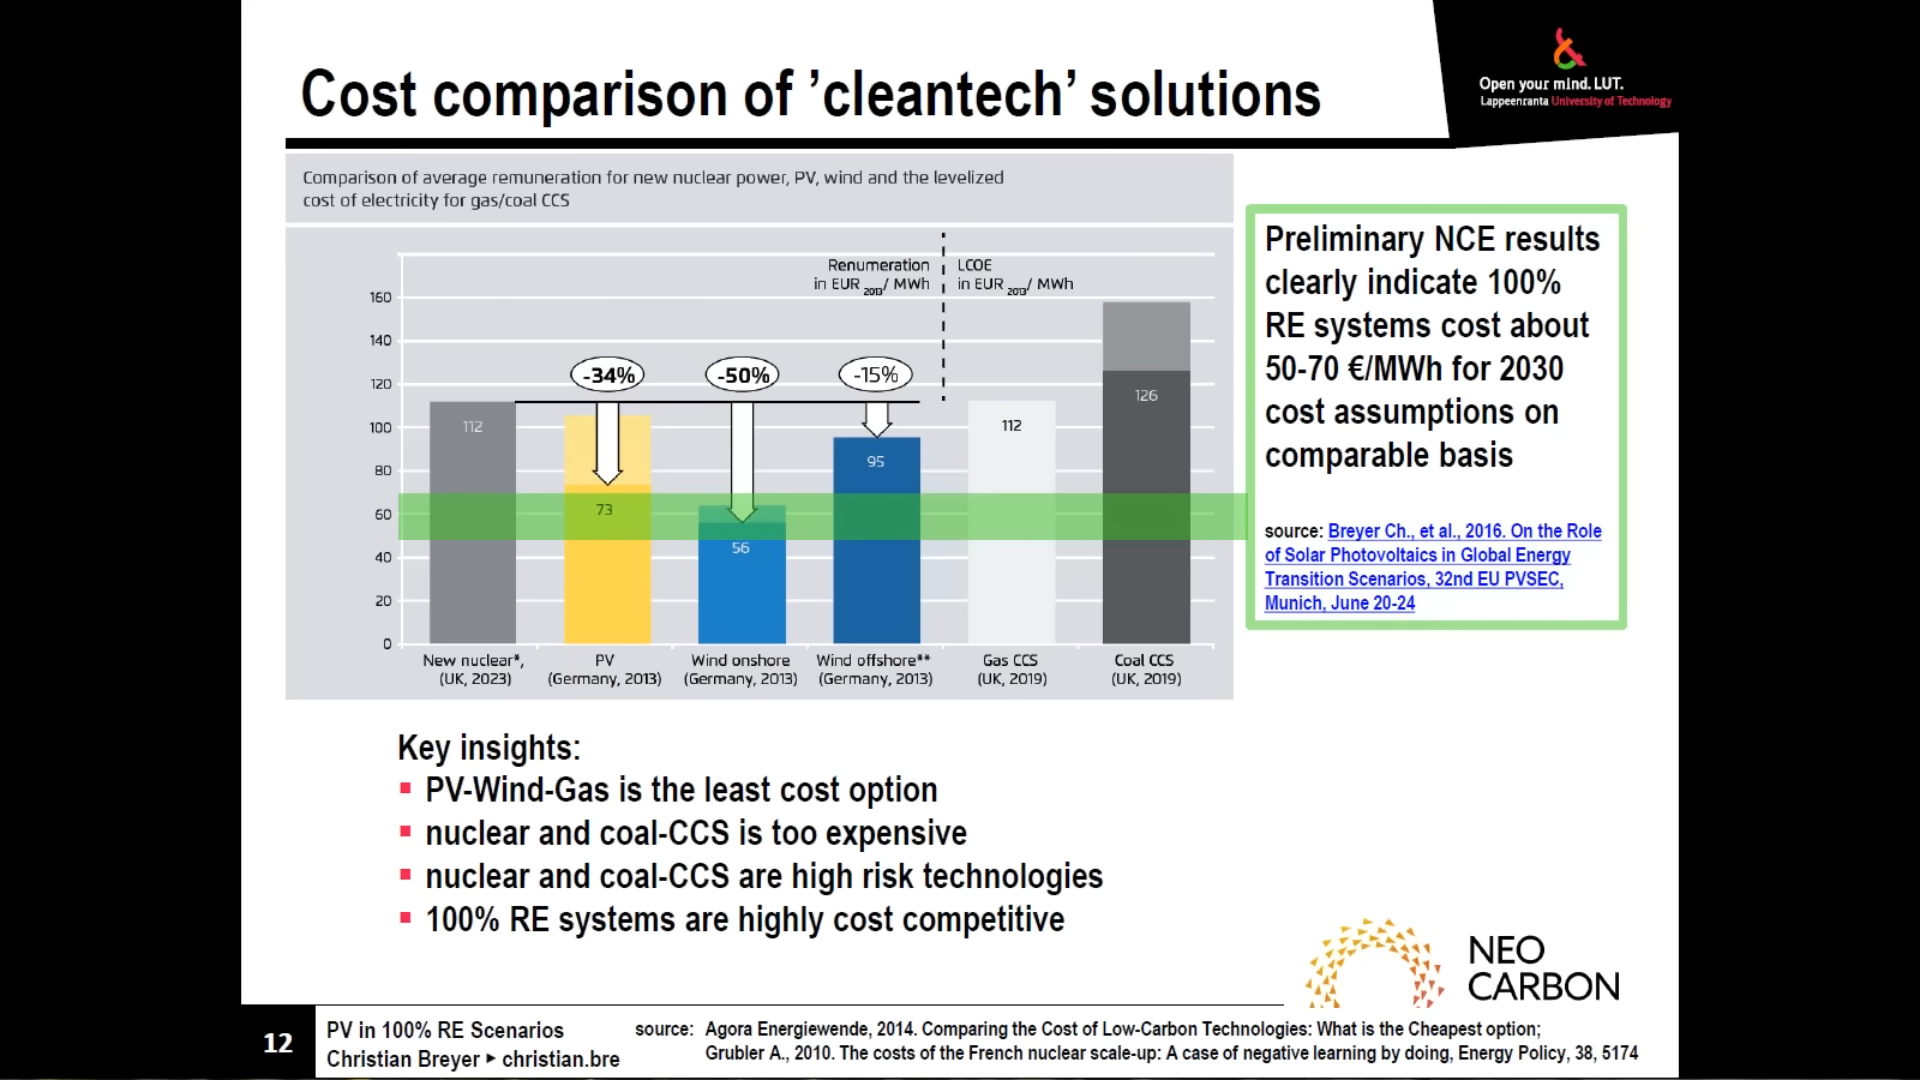 Cost comparison of ’cleantech’ solutions
Open your mind. LUT.
Lappeenranta University of Technology
Comparison of average remuneration for new nuclear power, PV, wind and the levelized
cost of electricity for gas/coal CCS
Renumeration
in EUR 2013/ MWh
LCOE
in EUR 2013/ MWh
160
140
120
100
80
60
40
20
0
-34%
-50%
-15%
112
73
56
95
112
126
New nuclear*,
(UK, 2023)
PV
(Germany, 2013)
Wind onshore
(Germany, 2013)
Wind offshore**
(Germany, 2013)
Gas CCS
(UK, 2019)
Coal CCS
(UK, 2019)
Preliminary NCE results
clearly indicate 100%
RE systems cost about
50-70 €/MWh for 2030
cost assumptions on
comparable basis
source: Breyer Ch., et al., 2016. On the Role
of Solar Photovoltaics in Global Energy
Transition Scenarios, 32nd EU PVSEC,
Munich, June 20-24
Key insights:
▪ PV-Wind-Gas is the least cost option
▪ nuclear and coal-CCS is too expensive
▪ nuclear and coal-CCS are high risk technologies
▪ 100% RE systems are highly cost competitive
NEO
CARBON
12
PV in 100% RE Scenarios
Christian Breyer ▸ christian.bre
source: Agora Energiewende, 2014. Comparing the Cost of Low-Carbon Technologies: What is the Cheapest option;
Grubler A., 2010. The costs of the French nuclear scale-up: A case of negative learning by doing, Energy Policy, 38, 5174